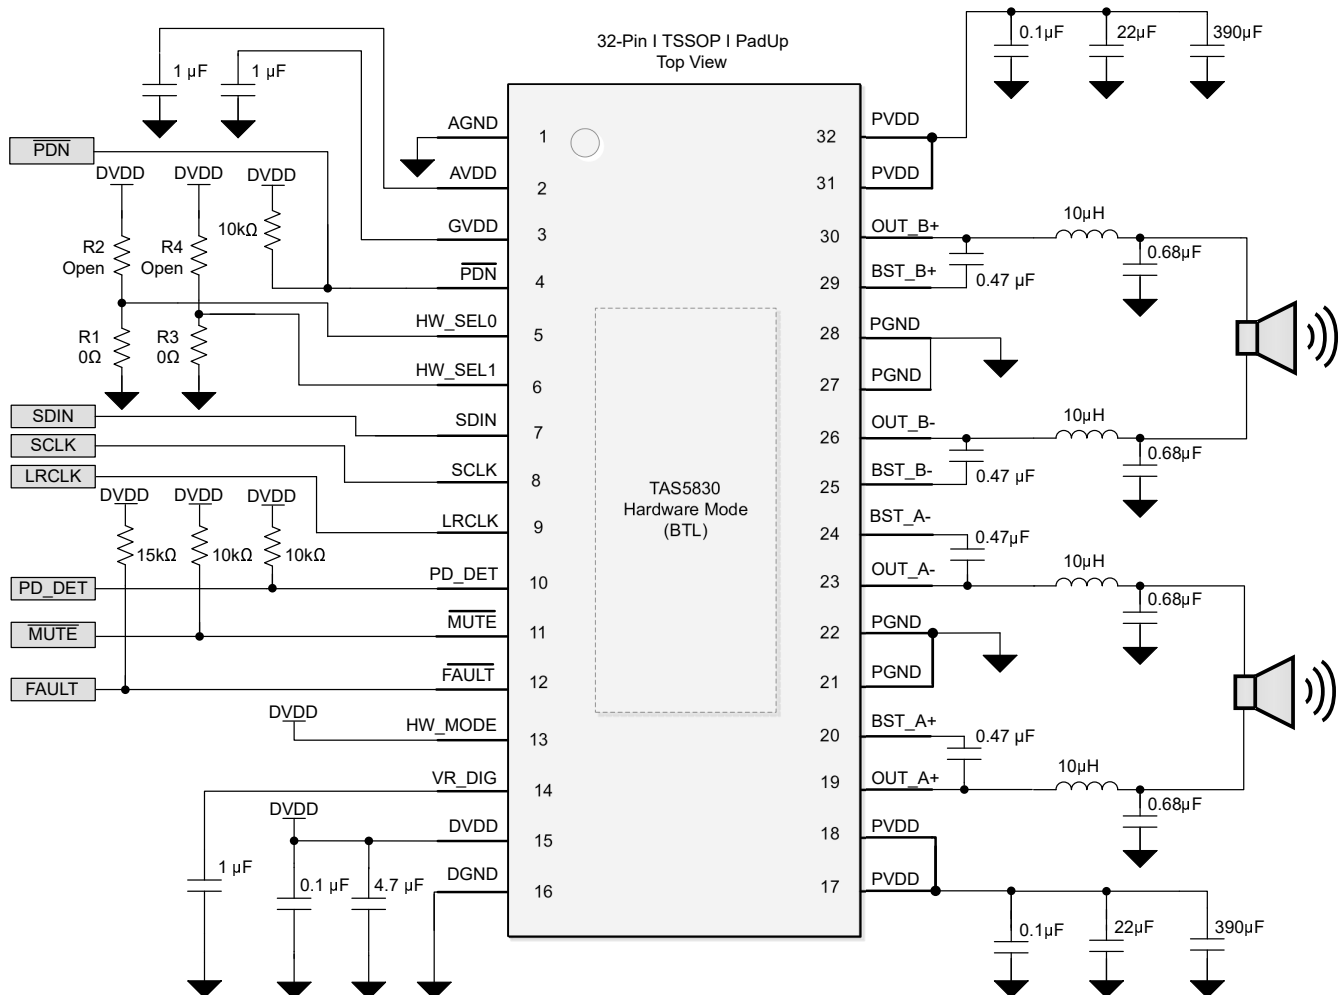 32-Pin I TSSOP I PadUp
Top View
0.1µF
22µF
390µF
1 µF
1 µF
PDN
DVDD
DVDD
DVDD
R2
Open
R4
Open
10kΩ
R1
0Ω
R3
0Ω
SDIN
SCLK
LRCLK
DVDD
DVDD
DVDD
15kΩ
10kΩ
10kΩ
PD_DET
MUTE
FAULT
DVDD
DVDD
1 µF
0.1 µF
4.7 µF
AGND
1
AVDD
2
GVDD
3
PDN
4
HW_SEL0
5
HW_SEL1
6
SDIN
7
SCLK
8
LRCLK
9
PD_DET
10
MUTE
11
FAULT
12
HW_MODE
13
VR_DIG
14
DVDD
15
DGND
16
TAS5830
Hardware Mode
(BTL)
32
PVDD
31
PVDD
30
OUT_B+
29
BST_B+
28
PGND
27
PGND
26
OUT_B-
25
BST_B-
24
BST_A-
23
OUT_A-
22
PGND
21
PGND
20
BST_A+
19
OUT_A+
18
PVDD
17
PVDD
10µH
0.68µF
0.47 µF
10µH
0.68µF
0.47 µF
0.47µF
10µH
0.68µF
0.47 µF
10µH
0.68µF
0.1µF
22µF
390µF